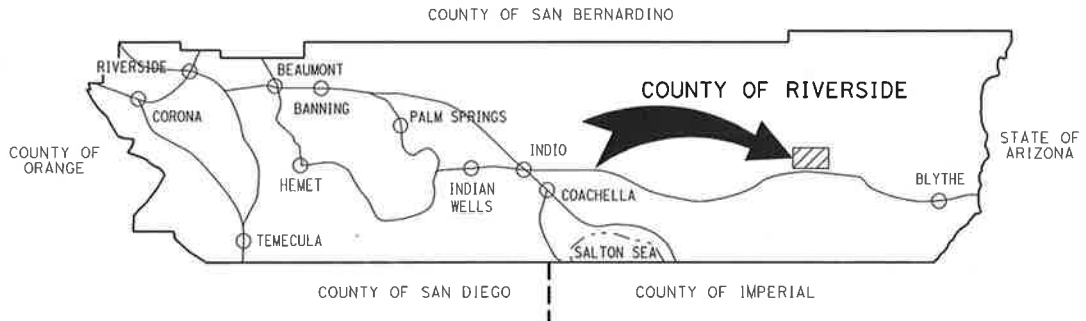 COUNTY OF SAN BERNARDINO
RIVERSIDE
BEAUMONT
COUNTY OF RIVERSIDE
CORONA
BANNING
PALM SPRINGS
STATE OF
ARIZONA
COUNTY OF
ORANGE
INDIO
HEMET
INDIAN
WELLS
COACHELLA
BLYTHE
TEMECULA
SALTON SEA
COUNTY OF SAN DIEGO
COUNTY OF IMPERIAL